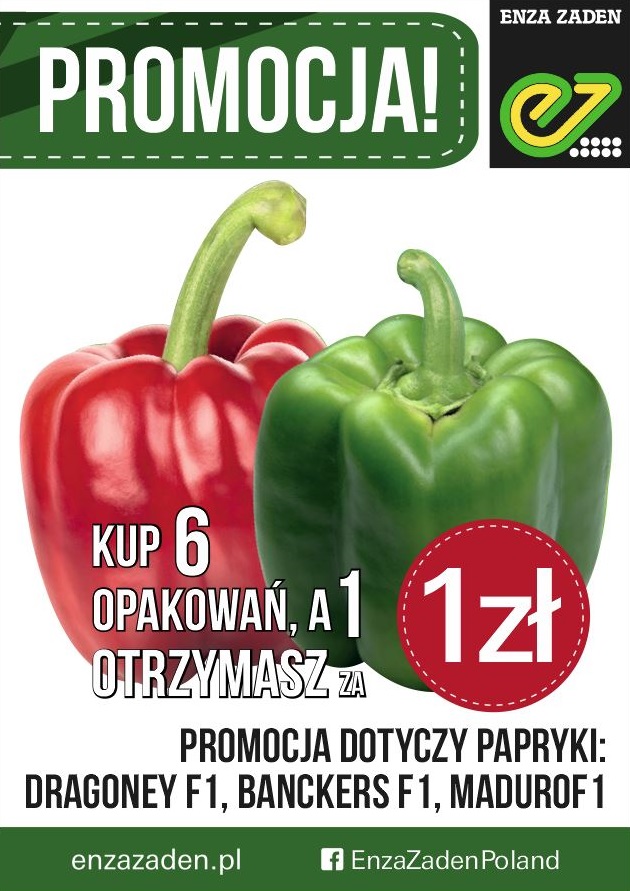 PROMOCJA!
ENZA ZADEN
KUP 6
OPAKOWAŃ, A 1
OTRZYMASZ ZA
1zł
PROMOCJA DOTYCZY PAPRYKI:
DRAGONEY F1, BANCKERS F1, MADUROF1
enzazaden.pl
EnzaZadenPoland